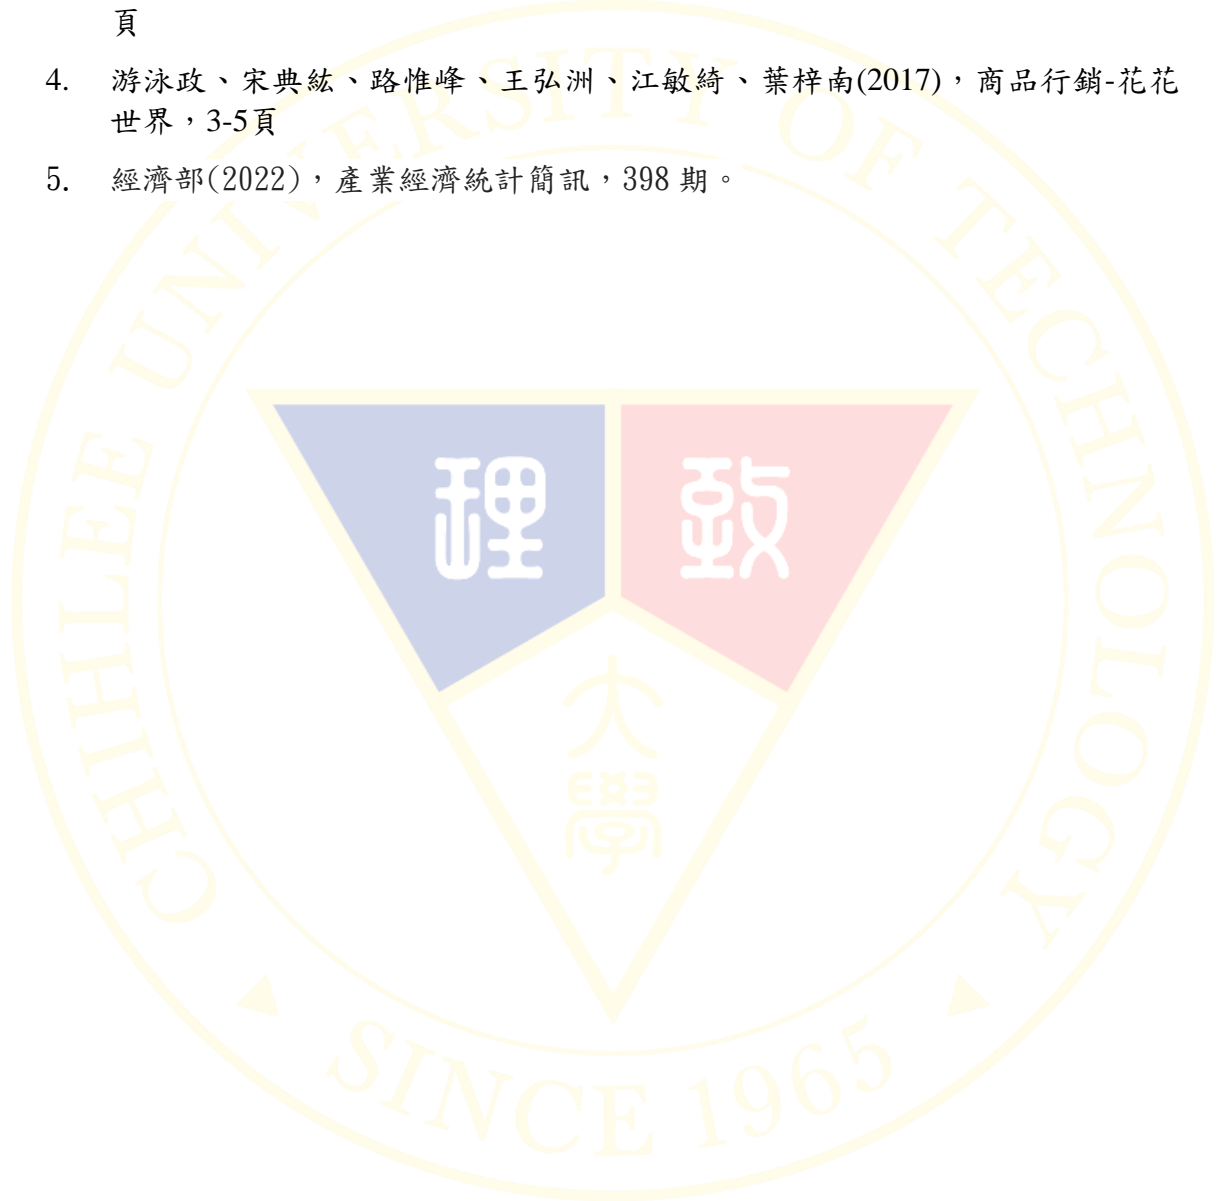 頁
4. 游泳政、宋典紘、路惟峰、王弘洲、江敏綺、葉梓南(2017)，商品行銷-花花
世界，3-5頁
5. 經濟部(2022)，產業經濟統計簡訊，398 期。
CHIHLEE UNIVERSITY OF TECHNOLOGY
理 致
大
學
SINCE 1965